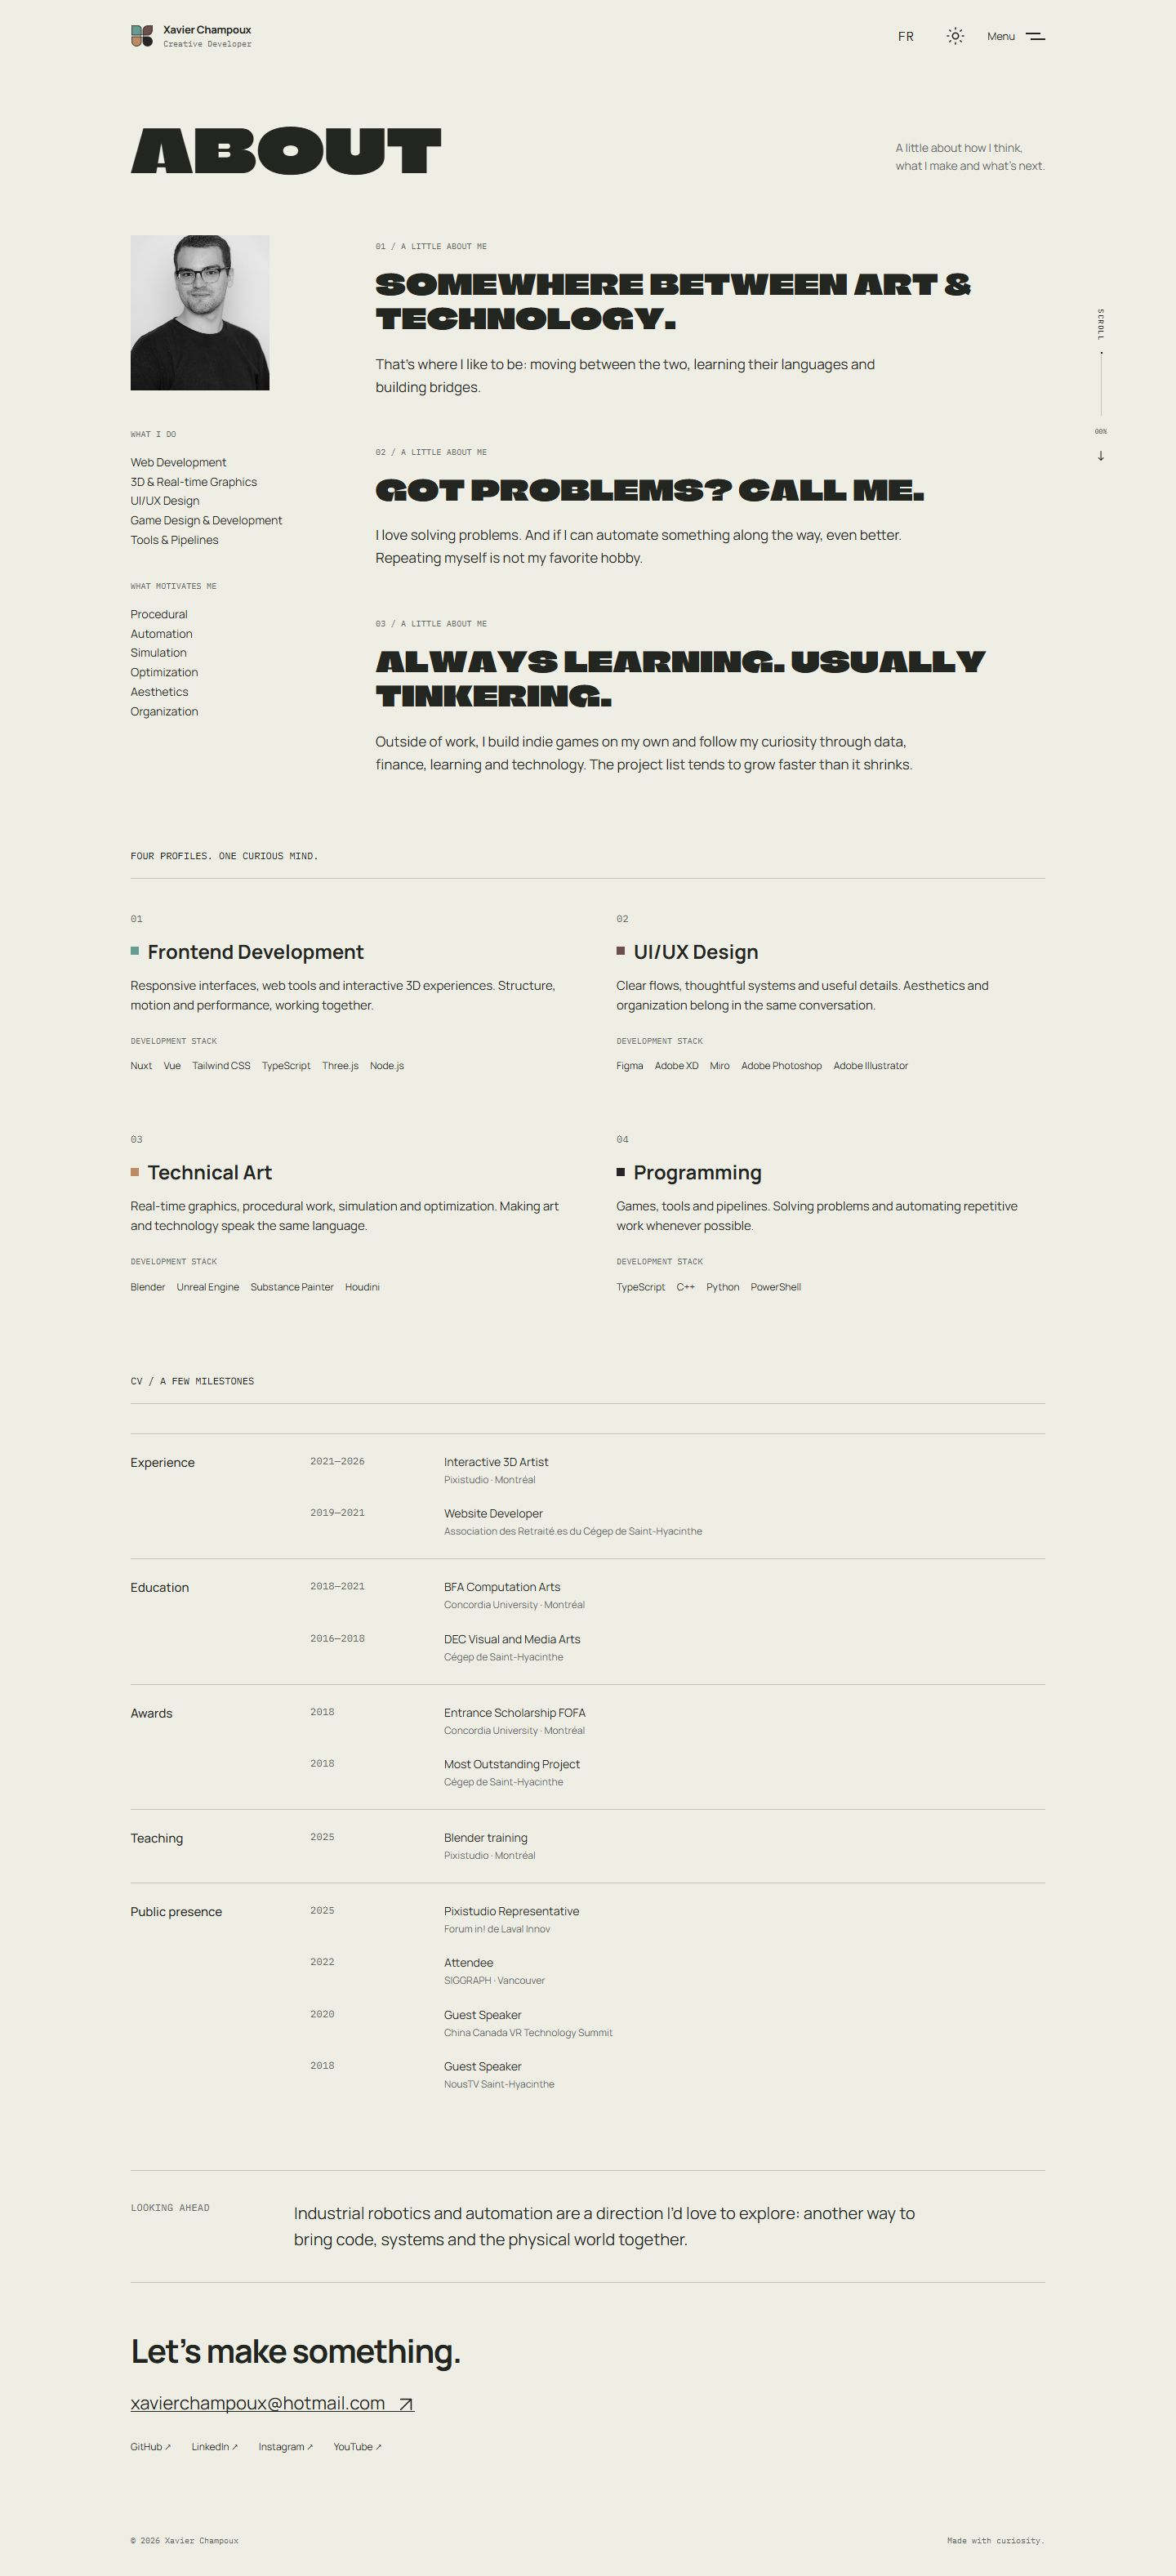 Xavier Champoux
Creative Developer
FR
Menu
ABOUT
A little about how I think,
what I make and what's next.
01 / A LITTLE ABOUT ME
SOMEWHERE BETWEEN ART &
TECHNOLOGY.
That's where I like to be: moving between the two, learning their languages and
building bridges.
SCROLL
00%
WHAT I DO
Web Development
3D & Real-time Graphics
UI/UX Design
Game Design & Development
Tools & Pipelines
WHAT MOTIVATES ME
Procedural
Automation
Simulation
Optimization
Aesthetics
Organization
02 / A LITTLE ABOUT ME
GOT PROBLEMS? CALL ME.
I love solving problems. And if I can automate something along the way, even better.
Repeating myself is not my favorite hobby.
03 / A LITTLE ABOUT ME
ALWAYS LEARNING. USUALLY
TINKERING.
Outside of work, I build indie games on my own and follow my curiosity through data,
finance, learning and technology. The project list tends to grow faster than it shrinks.
FOUR PROFILES. ONE CURIOUS MIND.
01
Frontend Development
Responsive interfaces, web tools and interactive 3D experiences. Structure,
motion and performance, working together.
DEVELOPMENT STACK
Nuxt Vue Tailwind CSS TypeScript Three.js Node.js
02
UI/UX Design
Clear flows, thoughtful systems and useful details. Aesthetics and
organization belong in the same conversation.
DEVELOPMENT STACK
Figma Adobe XD Miro Adobe Photoshop Adobe Illustrator
03
Technical Art
Real-time graphics, procedural work, simulation and optimization. Making art
and technology speak the same language.
DEVELOPMENT STACK
Blender Unreal Engine Substance Painter Houdini
04
Programming
Games, tools and pipelines. Solving problems and automating repetitive
work whenever possible.
DEVELOPMENT STACK
TypeScript C++ Python PowerShell
CV / A FEW MILESTONES
Experience
2021—2026
Interactive 3D Artist
Pixistudio · Montréal
2019—2021
Website Developer
Association des Retraité.es du Cégep de Saint-Hyacinthe
Education
2018—2021
BFA Computation Arts
Concordia University · Montréal
2016—2018
DEC Visual and Media Arts
Cégep de Saint-Hyacinthe
Awards
2018
Entrance Scholarship FOFA
Concordia University · Montréal
2018
Most Outstanding Project
Cégep de Saint-Hyacinthe
Teaching
2025
Blender training
Pixistudio · Montréal
Public presence
2025
Pixistudio Representative
Forum in! de Laval Innov
2022
Attendee
SIGGRAPH · Vancouver
2020
Guest Speaker
China Canada VR Technology Summit
2018
Guest Speaker
NousTV Saint-Hyacinthe
LOOKING AHEAD
Industrial robotics and automation are a direction I'd love to explore: another way to
bring code, systems and the physical world together.
Let's make something.
xavierchampoux@hotmail.com
GitHub ↗ LinkedIn ↗ Instagram ↗ YouTube ↗
© 2026 Xavier Champoux
Made with curiosity.